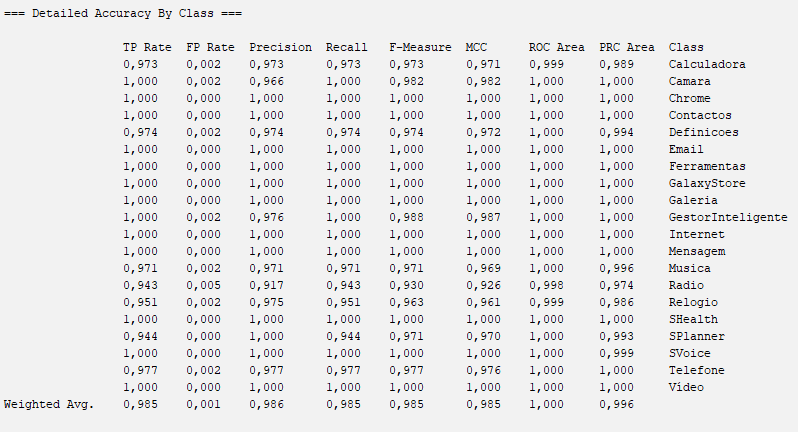 === Detailed Accuracy By Class ===
TP Rate FP Rate Precision Recall F-Measure MCC ROC Area PRC Area Class
0,973 0,002 0,973 0,973 0,973 0,971 0,999 0,989 Calculadora
1,000 0,002 0,966 1,000 0,982 0,982 1,000 1,000 Camara
1,000 0,000 1,000 1,000 1,000 1,000 1,000 1,000 Chrome
1,000 0,000 1,000 1,000 1,000 1,000 1,000 1,000 Contactos
0,974 0,002 0,974 0,974 0,974 0,972 1,000 0,994 Definicoes
1,000 0,000 1,000 1,000 1,000 1,000 1,000 1,000 Email
1,000 0,000 1,000 1,000 1,000 1,000 1,000 1,000 Ferramentas
1,000 0,000 1,000 1,000 1,000 1,000 1,000 1,000 GalaxyStore
1,000 0,000 1,000 1,000 1,000 1,000 1,000 1,000 Galeria
1,000 0,002 0,976 1,000 0,988 0,987 1,000 1,000 GestorInteligente
1,000 0,000 1,000 1,000 1,000 1,000 1,000 1,000 Internet
1,000 0,000 1,000 1,000 1,000 1,000 1,000 1,000 Mensagem
0,971 0,002 0,971 0,971 0,971 0,969 1,000 0,996 Musica
0,943 0,005 0,917 0,943 0,930 0,926 0,998 0,974 Radio
0,951 0,002 0,975 0,951 0,963 0,961 0,999 0,986 Relogio
1,000 0,000 1,000 1,000 1,000 1,000 1,000 1,000 SHealth
0,944 0,000 1,000 0,944 0,971 0,970 1,000 0,993 SPlanner
1,000 0,000 1,000 1,000 1,000 1,000 1,000 0,999 SVoice
0,977 0,002 0,977 0,977 0,977 0,976 1,000 1,000 Telefone
1,000 0,000 1,000 1,000 1,000 1,000 1,000 1,000 Vídeo
Weighted Avg. 0,985 0,001 0,986 0,985 0,985 0,985 1,000 0,996